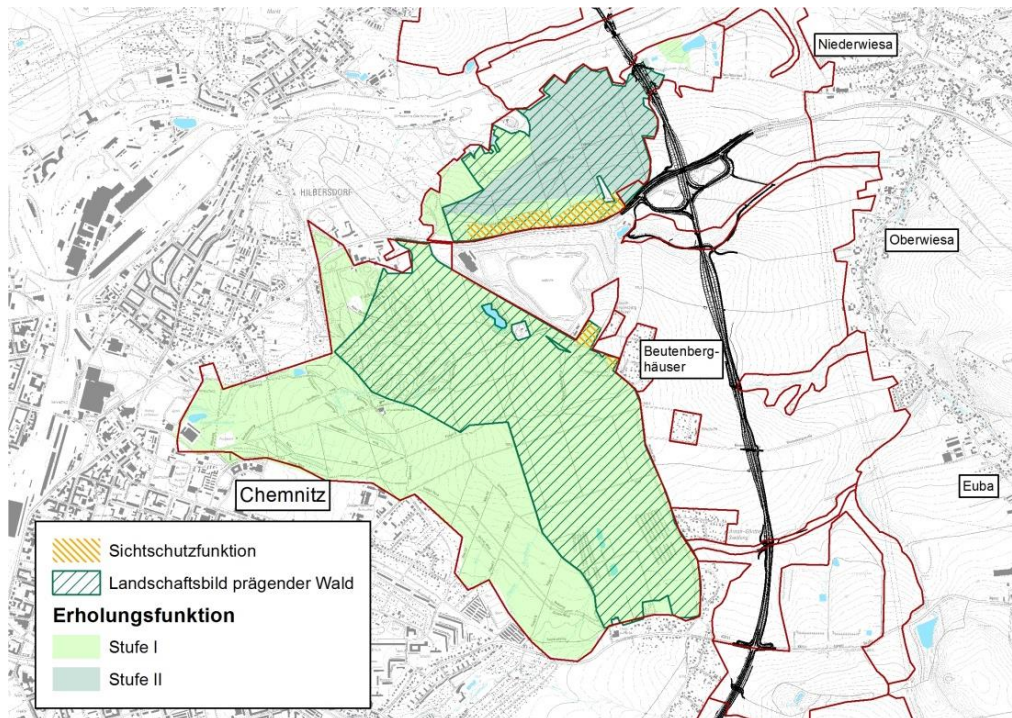 Niederwiesa
HILBERSDORF
Oberwiesa
Beutenberg-
häuser
Euba
Chemnitz
Sichtschutzfunktion
Landschaftsbild prägender Wald
Erholungsfunktion
Stufe I
Stufe II